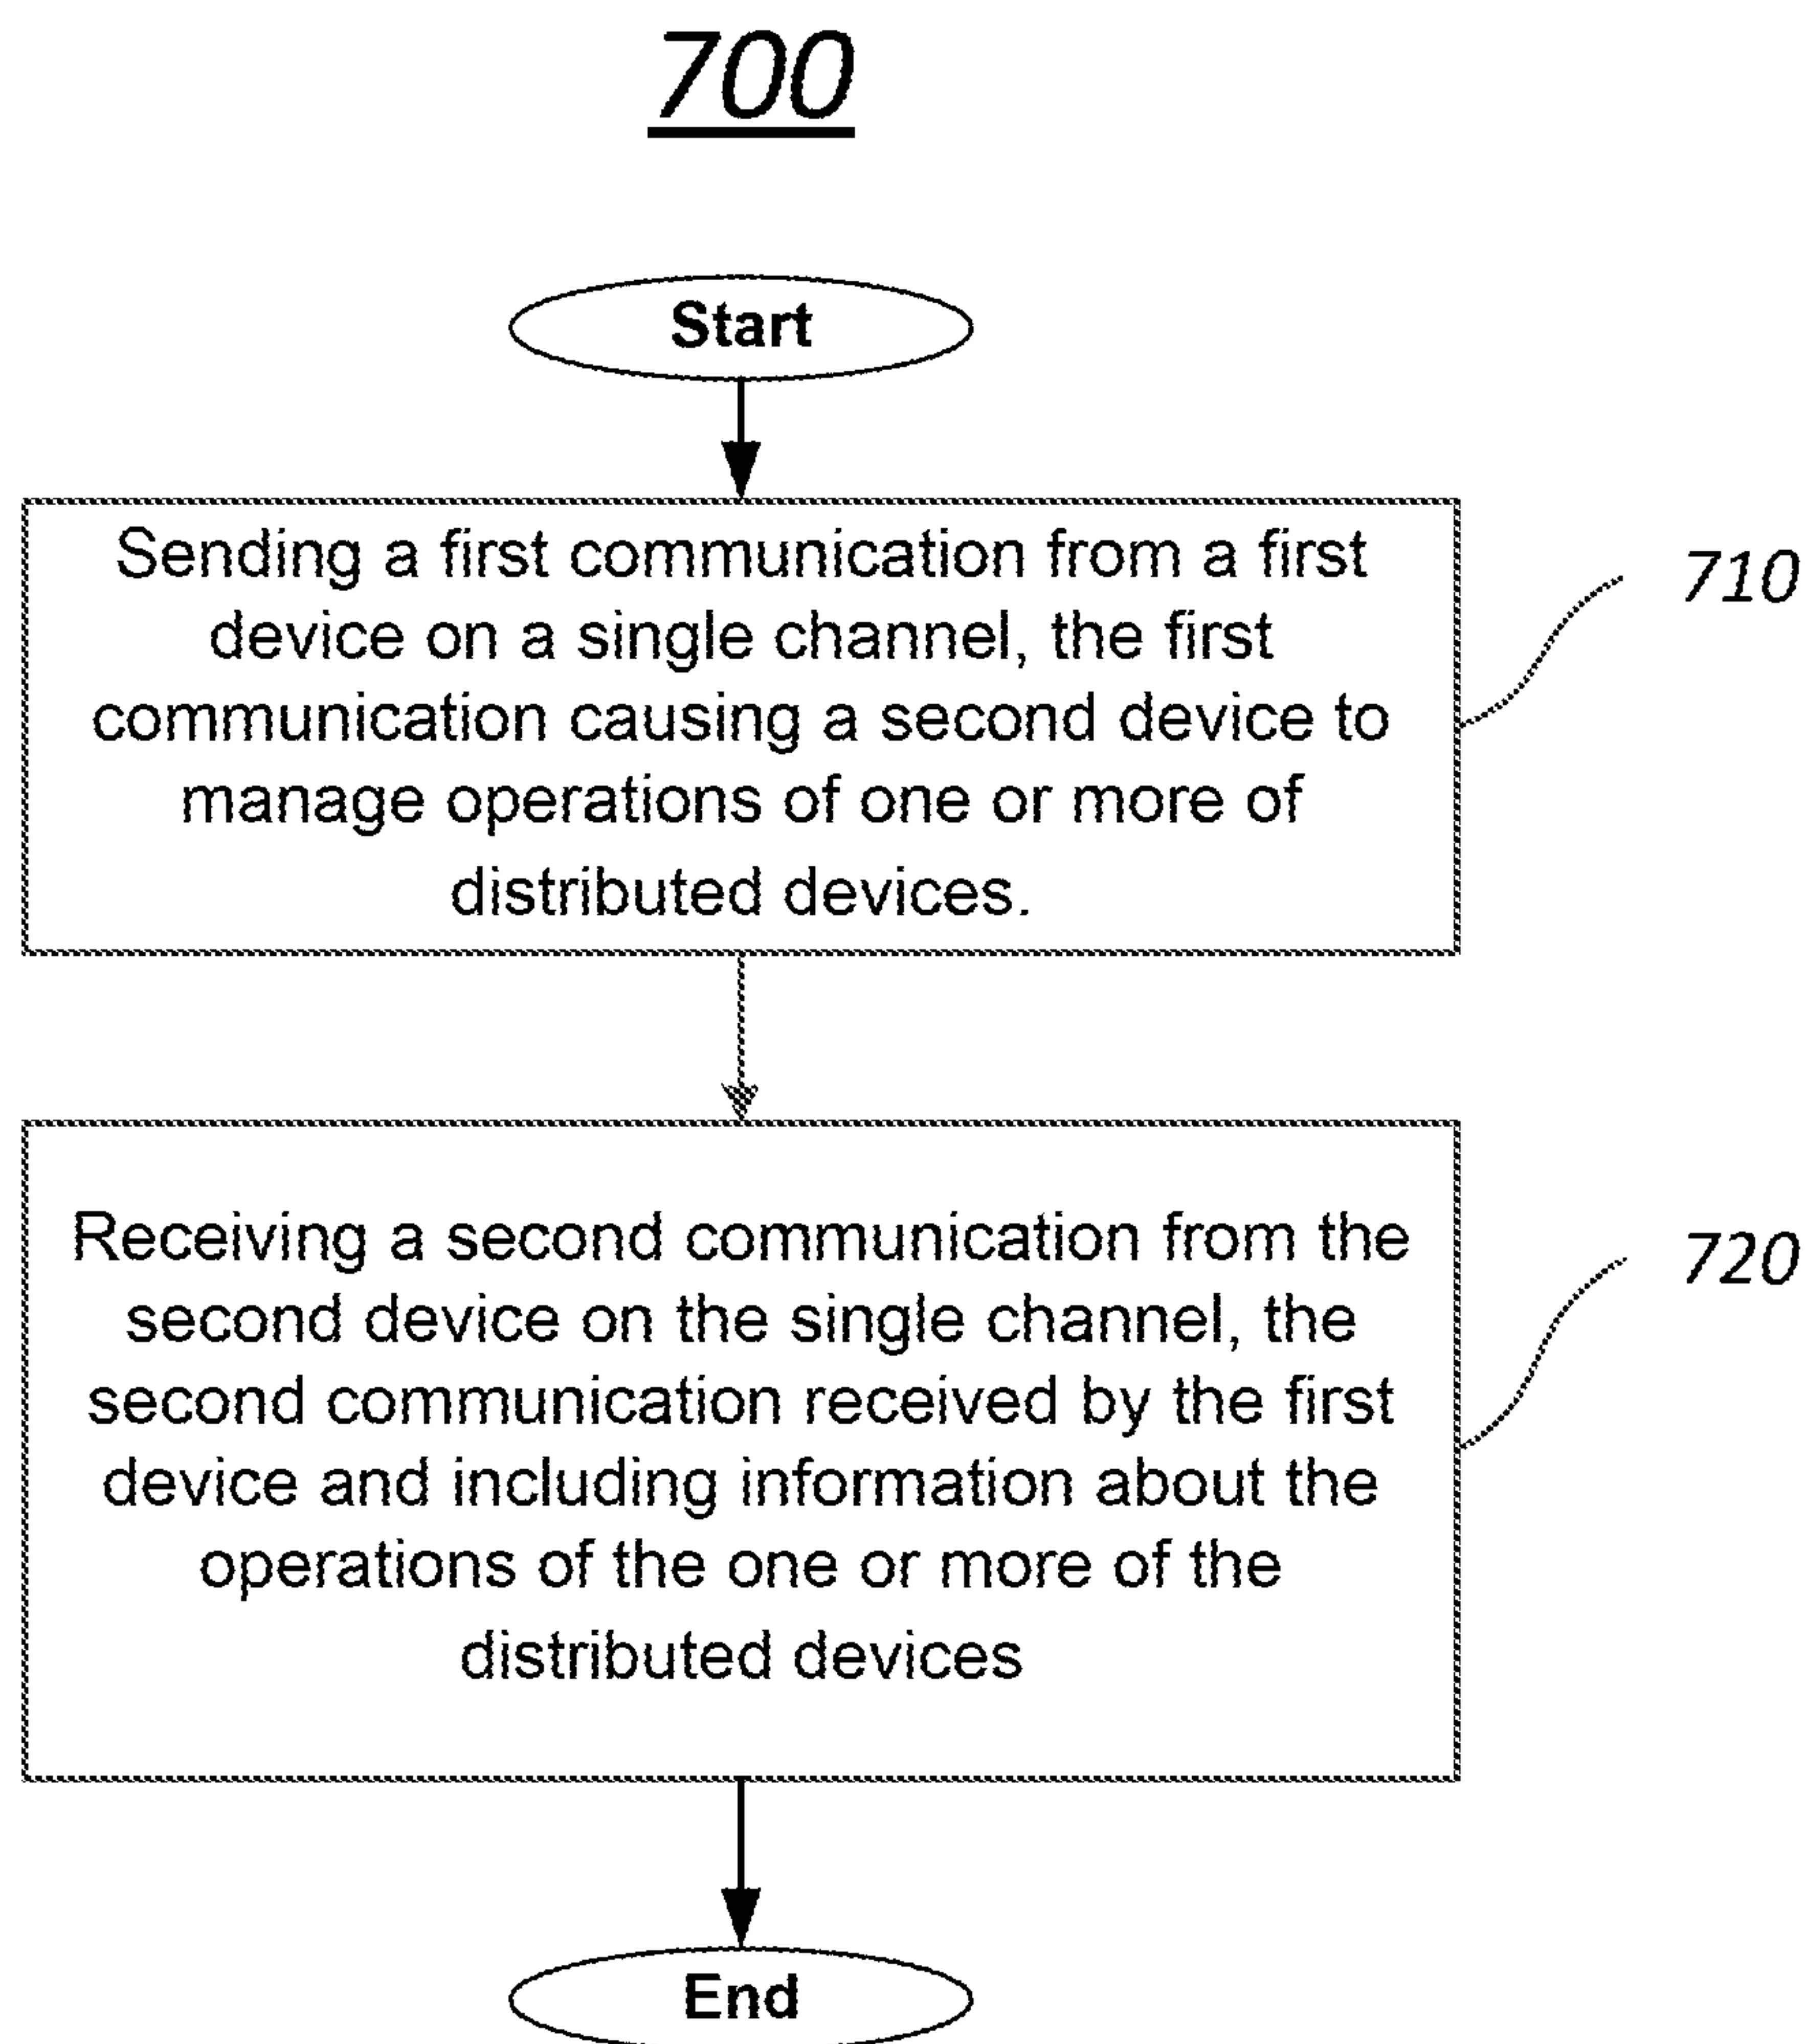 700
Start
Sending a first communication from a first
device on a single channel, the first
communication causing a second device to
manage operations of one or more of
distributed devices.
710
Receiving a second communication from the
second device on the single channel, the
second communication received by the first
device and including information about the
operations of the one or more of the
distributed devices
720
End